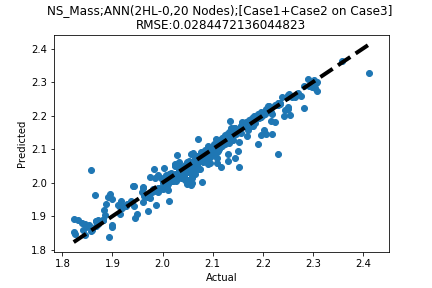 NS_Mass;ANN(2HL-0,20 Nodes);[Case1+Case2 on Case3]
RMSE:0.0284472136044823
2.4
2.3
2.2
2.1
2.0
1.9
1.8
Predicted
1.8 1.9 2.0 2.1 2.2 2.3 2.4
Actual